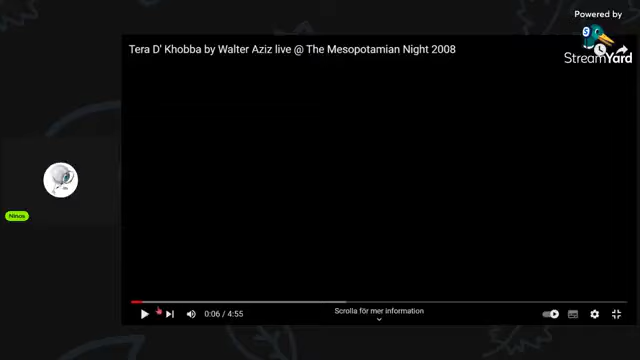 Powered by
StreamYard
Tera D' Khobba by Walter Aziz live @ The Mesopotamian Night 2008
Ninos
0:06 / 4:55
Scrolla för mer information